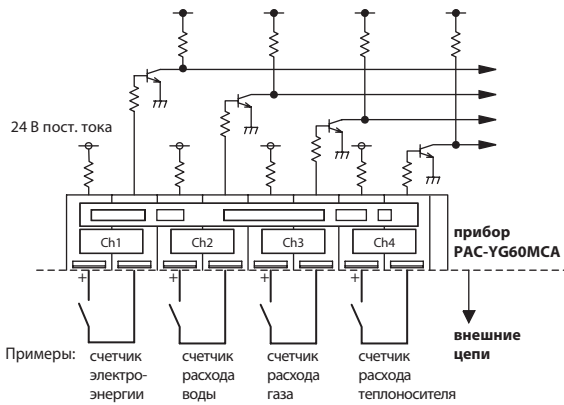 24 В пост. тока
Ch1 Ch2 Ch3 Ch4
прибор
PAC-YG60MCA
+ + + +
внешние
цепи
Примеры:
счетчик
электро-
энергии
счетчик
расхода
воды
счетчик
расхода
газа
счетчик
расхода
теплоносителя